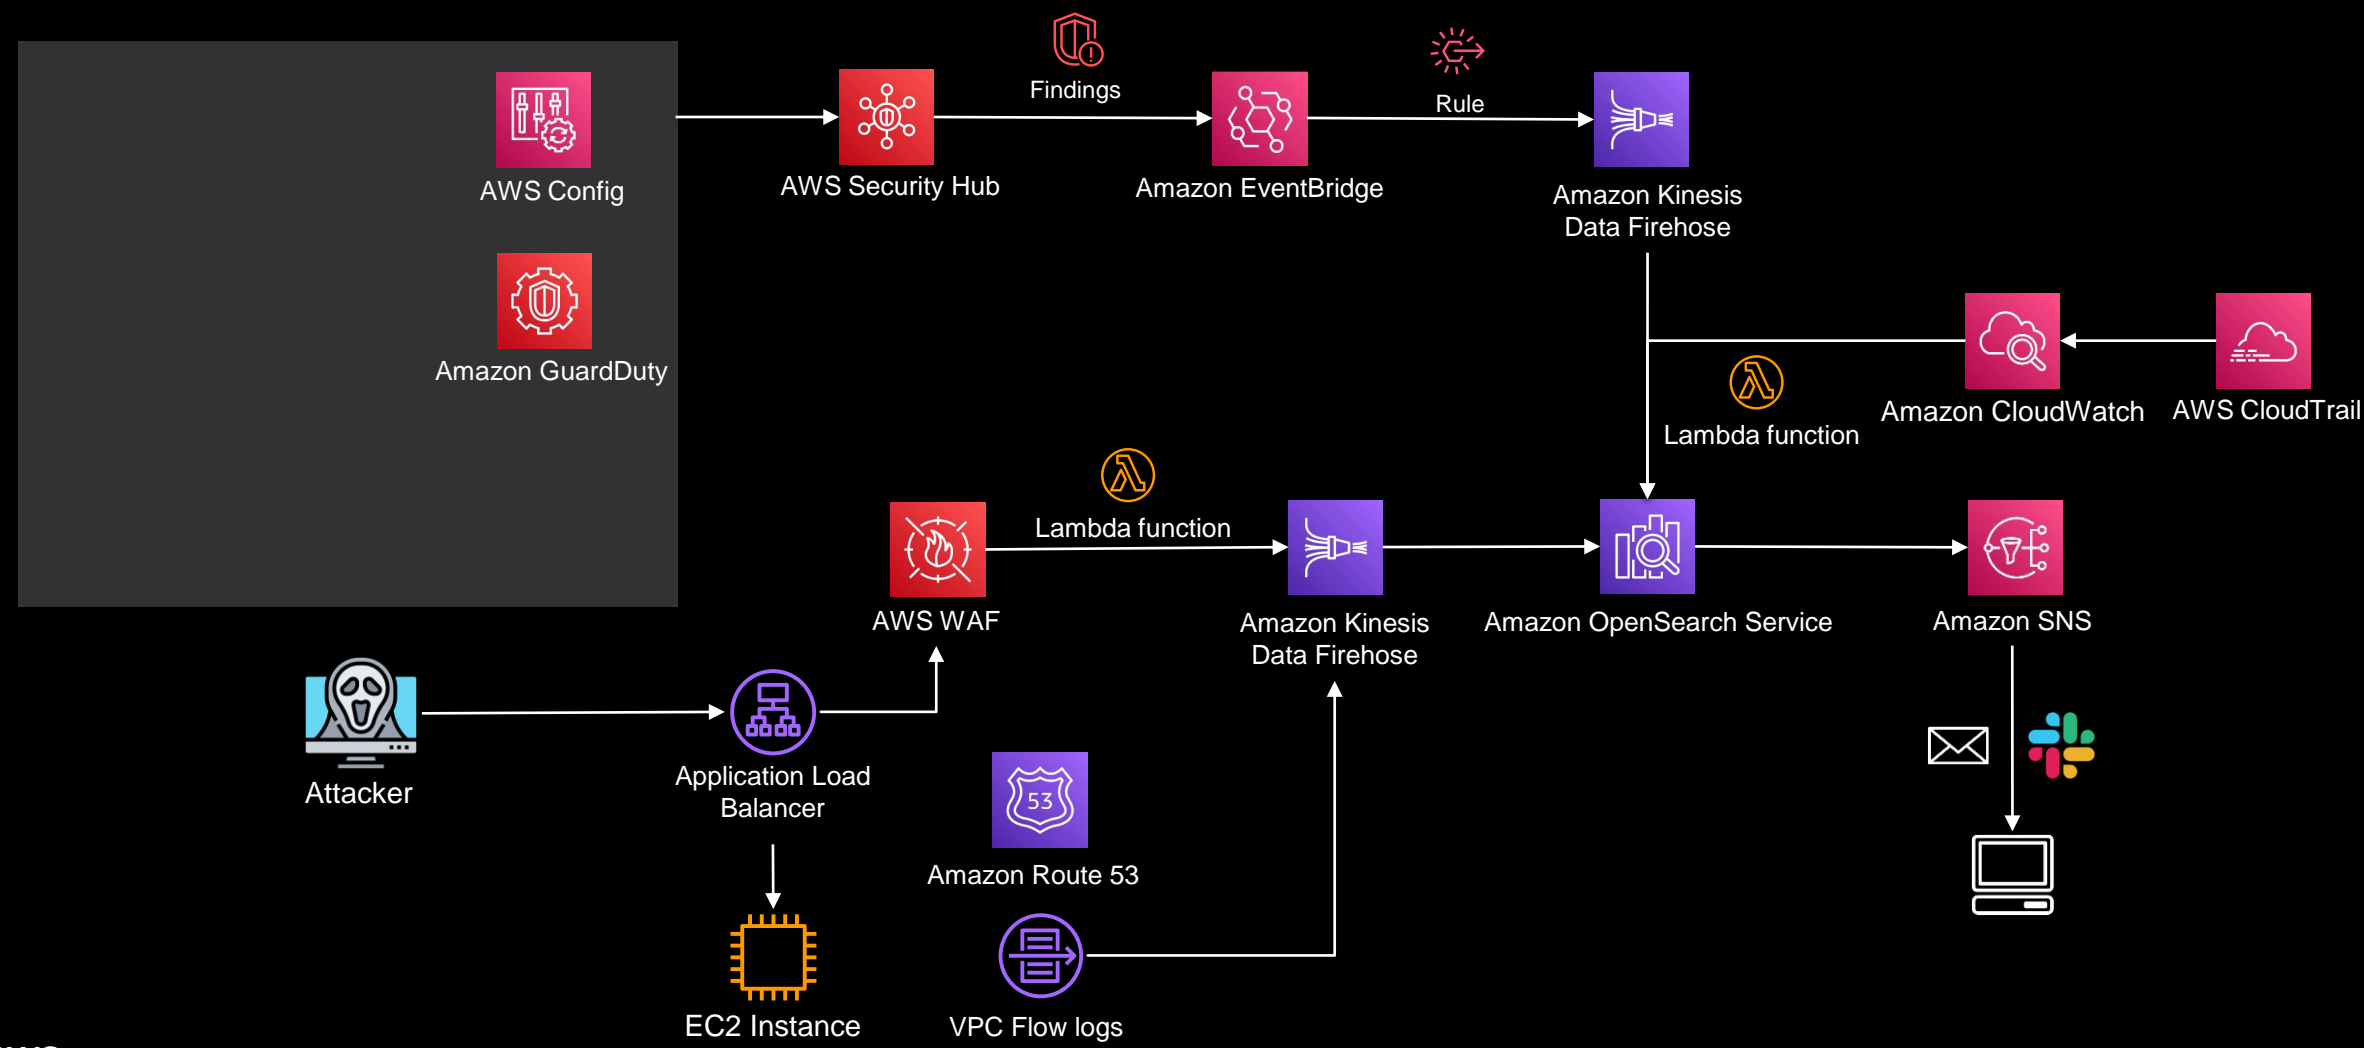 Findings
Rule
AWS Config
AWS Security Hub
Amazon EventBridge
Amazon Kinesis
Data Firehose
Amazon GuardDuty
Amazon CloudWatch
AWS CloudTrail
Lambda function
Lambda function
AWS WAF
Amazon Kinesis
Data Firehose
Amazon OpenSearch Service
Amazon SNS
Attacker
Application Load
Balancer
53
Amazon Route 53
EC2 Instance
VPC Flow logs